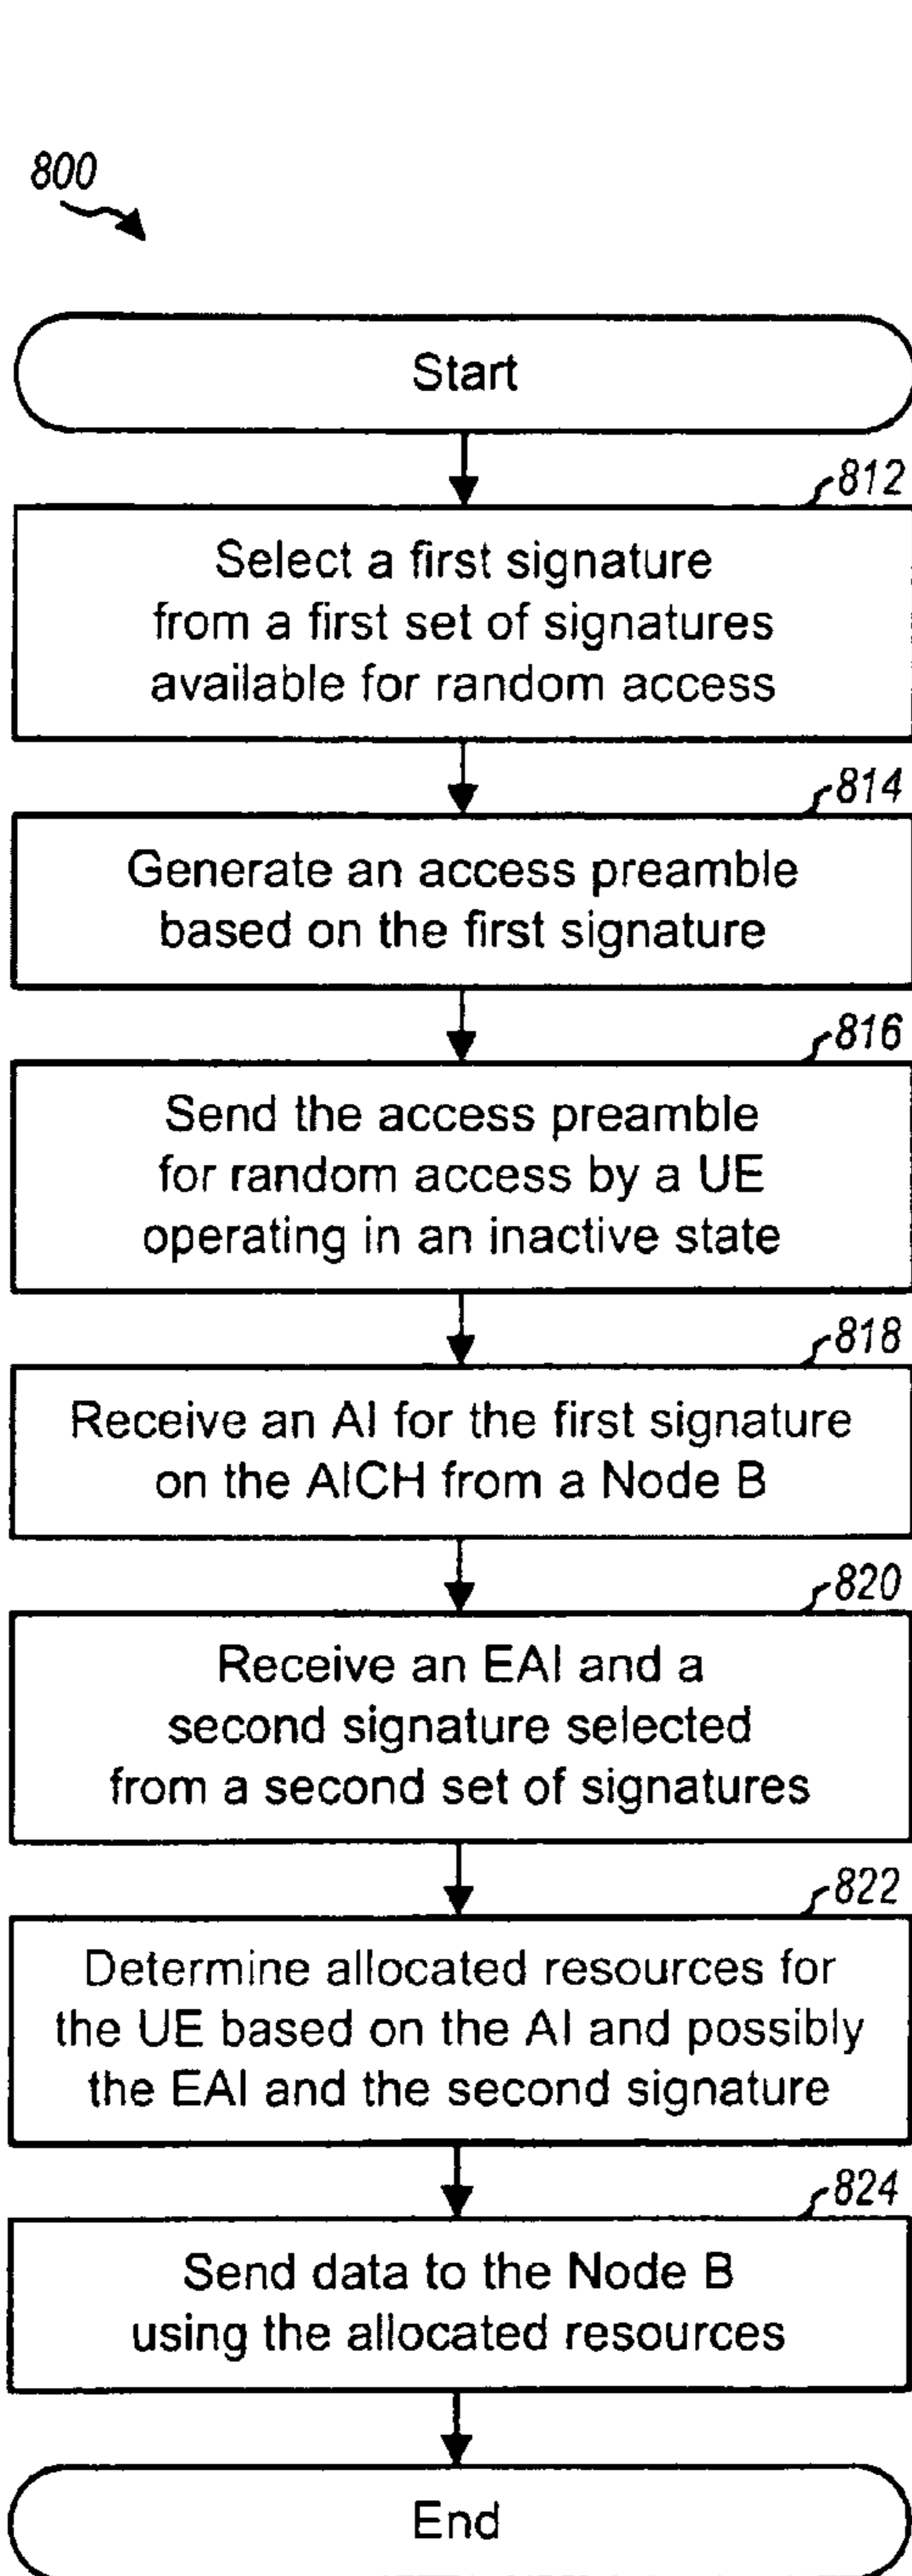 800
Start
812
Select a first signature
from a first set of signatures
available for random access
814
Generate an access preamble
based on the first signature
816
Send the access preamble
for random access by a UE
operating in an inactive state
818
Receive an AI for the first signature
on the AICH from a Node B
820
Receive an EAI and a
second signature selected
from a second set of signatures
822
Determine allocated resources for
the UE based on the AI and possibly
the EAI and the second signature
824
Send data to the Node B
using the allocated resources
End